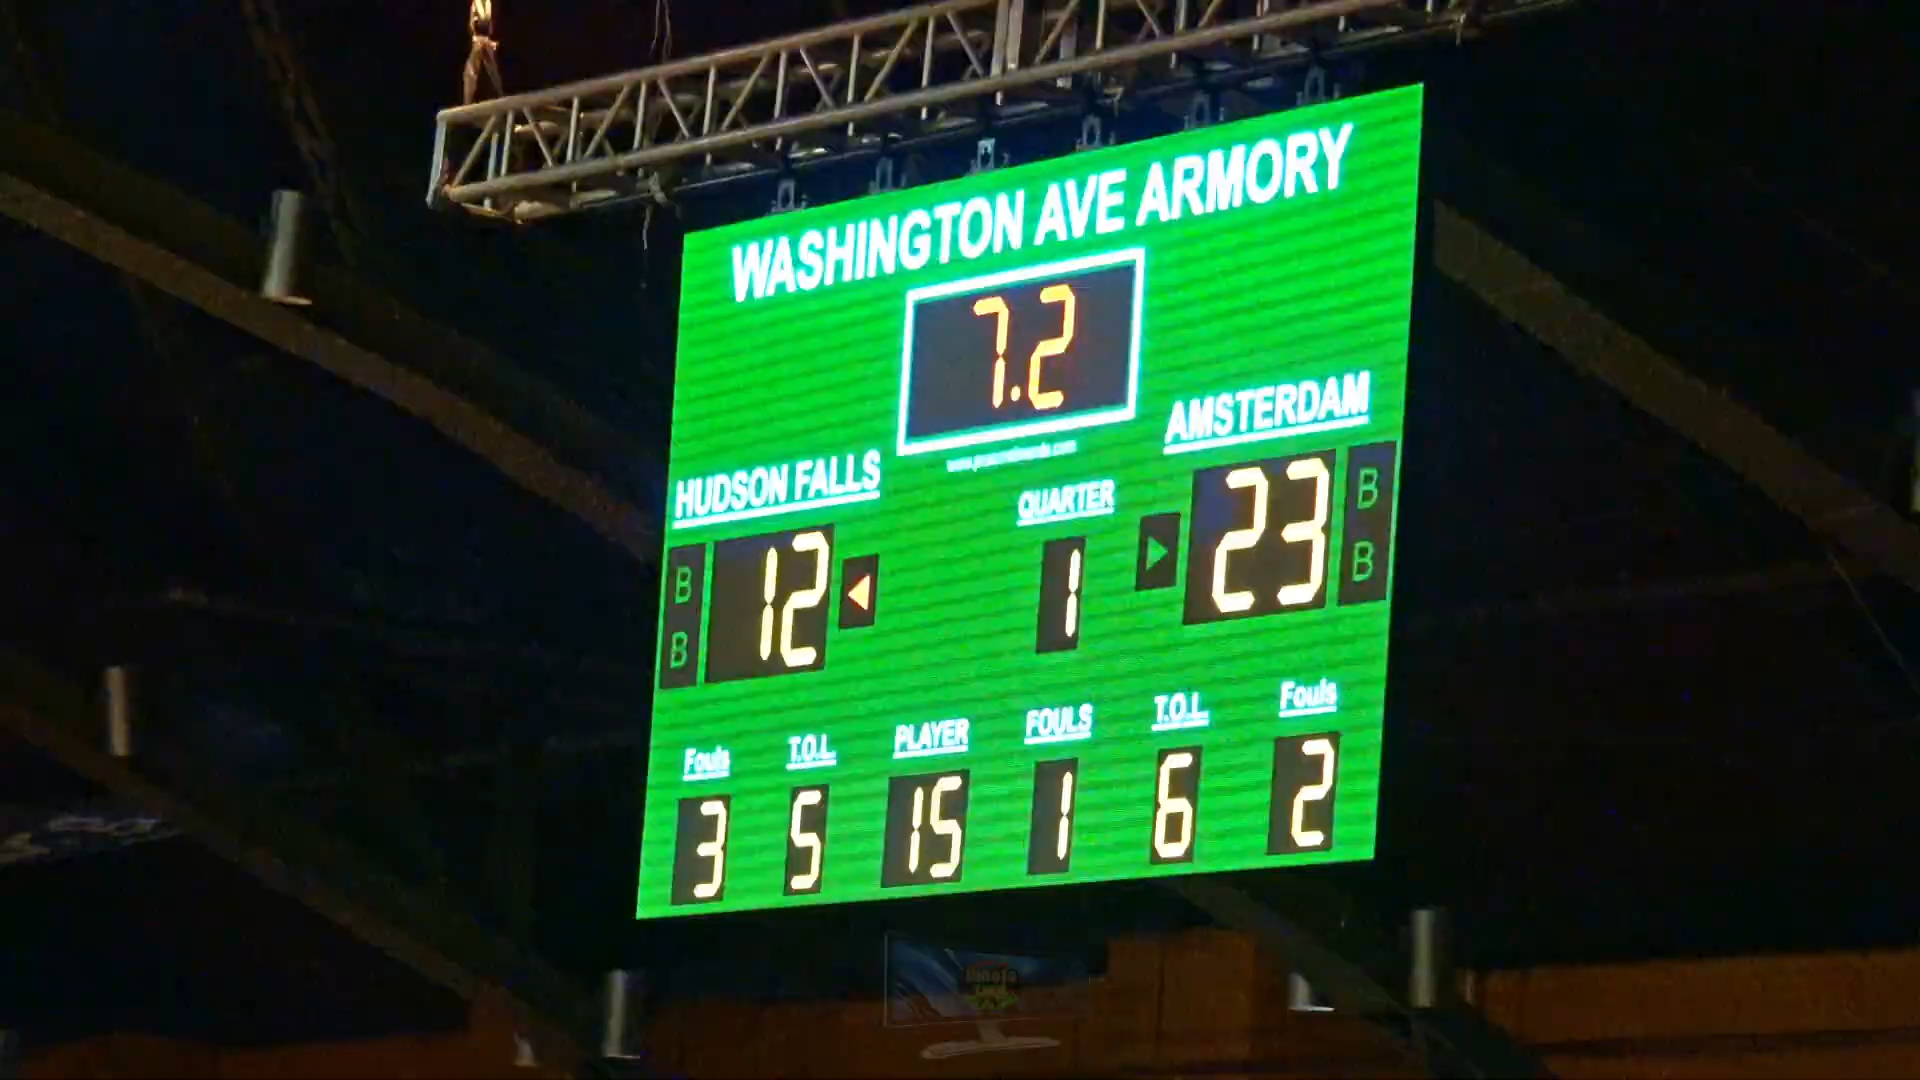 WASHINGTON AVE ARMORY
7.2
HUDSON FALLS
AMSTERDAM
QUARTER
B
B
12
1
23
B
B
Fouls
T.O.L.
PLAYER
FOULS
T.O.L.
Fouls
3
5
15
1
6
2